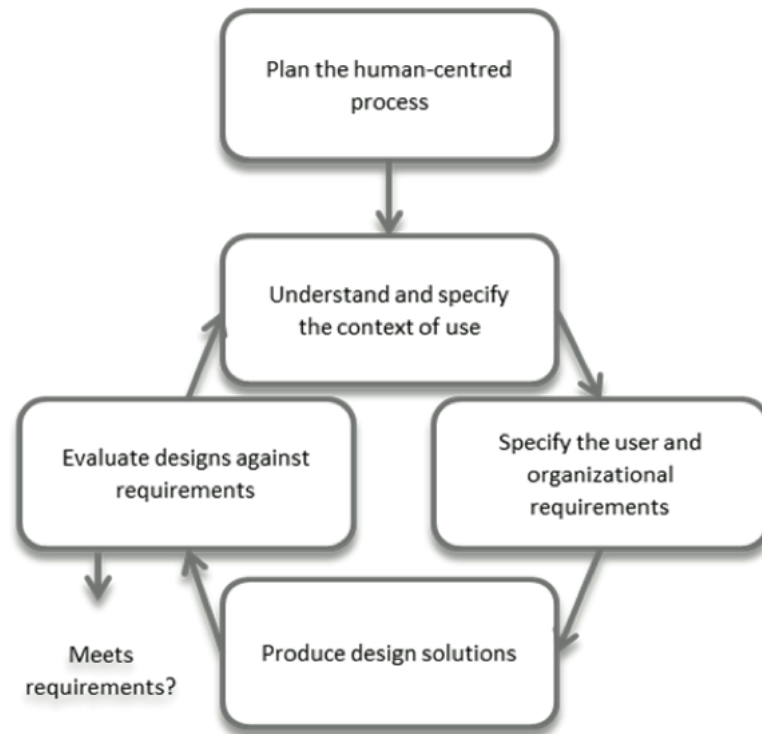 Plan the human-centred
process
Understand and specify
the context of use
Evaluate designs against
requirements
Specify the user and
organizational
requirements
Produce design solutions
Meets
requirements?